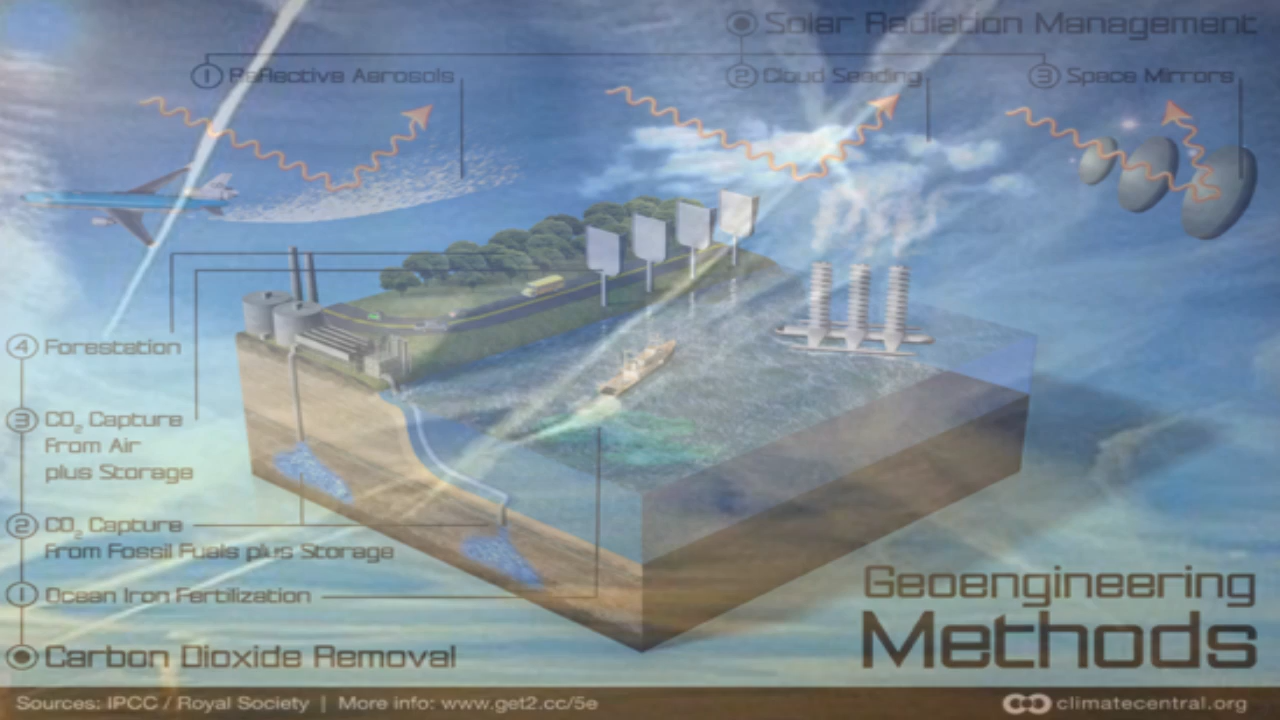 Solar Radiation Management
1 Reflective Aerosols
2 Cloud Seading
3 Space Mirrors
4 Forestation
3 CO2 Capture
From Air
plus Storage
2 CO2 Capture
From Fossil Fuals plus Storage
1 Ocean Iron Fertilization
Carbon Dioxide Removal
Geoengineering
Methods
Sources: IPCC / Royal Society | More info: www.get2.cc/5e
climatecentral.org